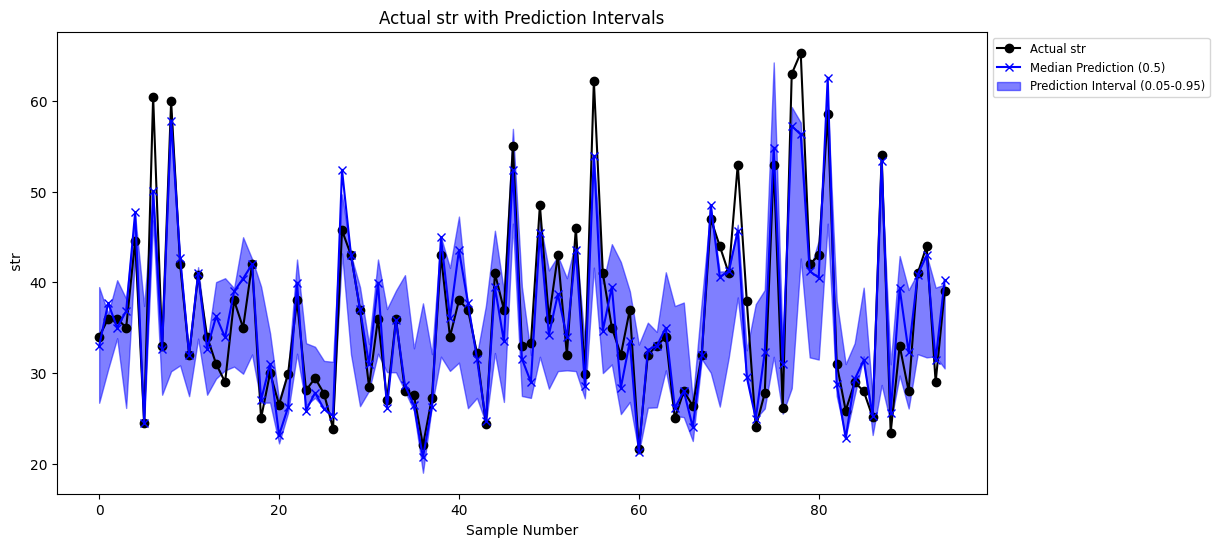 Actual str with Prediction Intervals
Actual str
Median Prediction (0.5)
Prediction Interval (0.05-0.95)
str
60
50
40
30
20
0
20
40
60
80
Sample Number